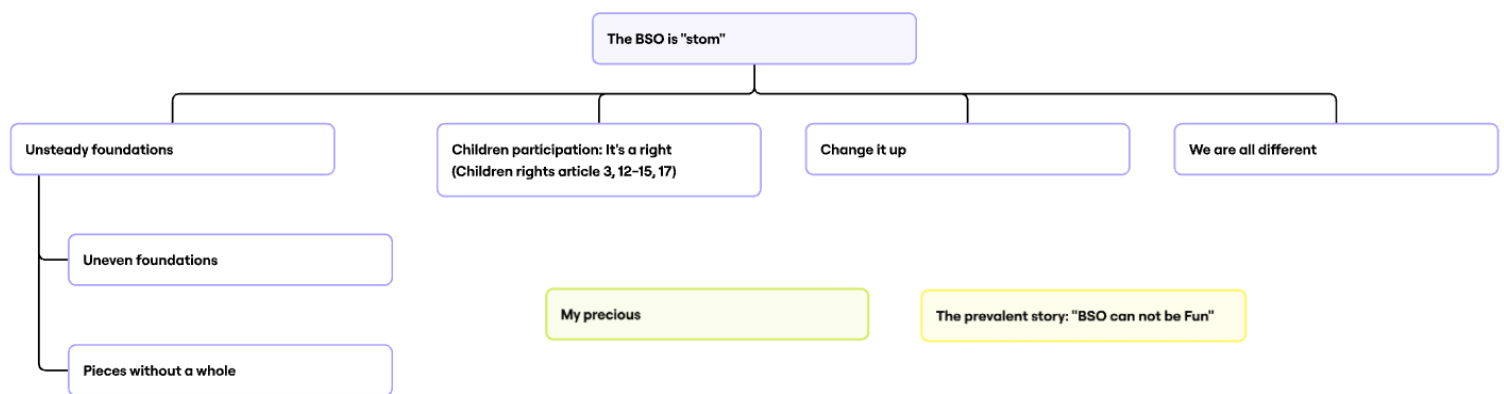 The BSO is "stom"
Unsteady foundations
Children participation: It's a right
(Children rights article 3, 12-15, 17)
Change it up
We are all different
Uneven foundations
My precious
The prevalent story: "BSO can not be Fun"
Pieces without a whole